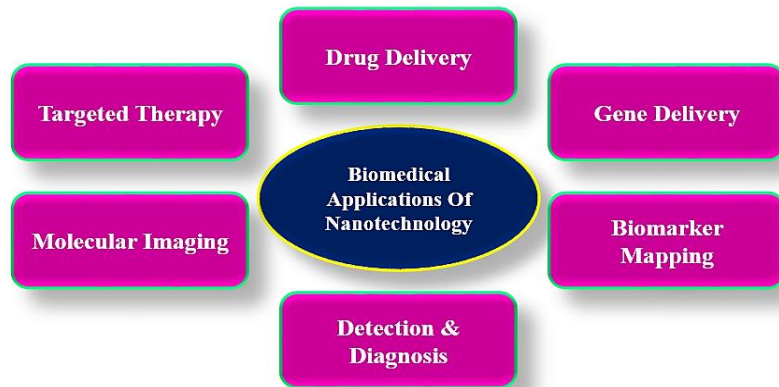 Drug Delivery
Targeted Therapy
Gene Delivery
Biomedical
Applications Of
Nanotechnology
Molecular Imaging
Biomarker
Mapping
Detection &
Diagnosis